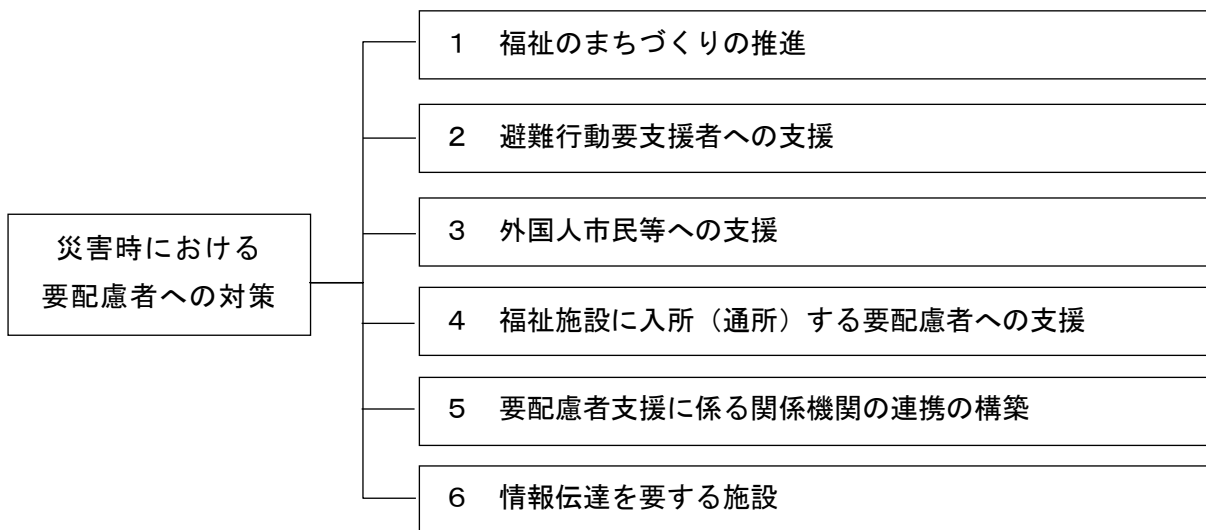 災害時における
要配慮者への対策
１　福祉のまちづくりの推進
２　避難行動要支援者への支援
３　外国人市民等への支援
４　福祉施設に入所（通所）する要配慮者への支援
５　要配慮者支援に係る関係機関の連携の構築
６　情報伝達を要する施設